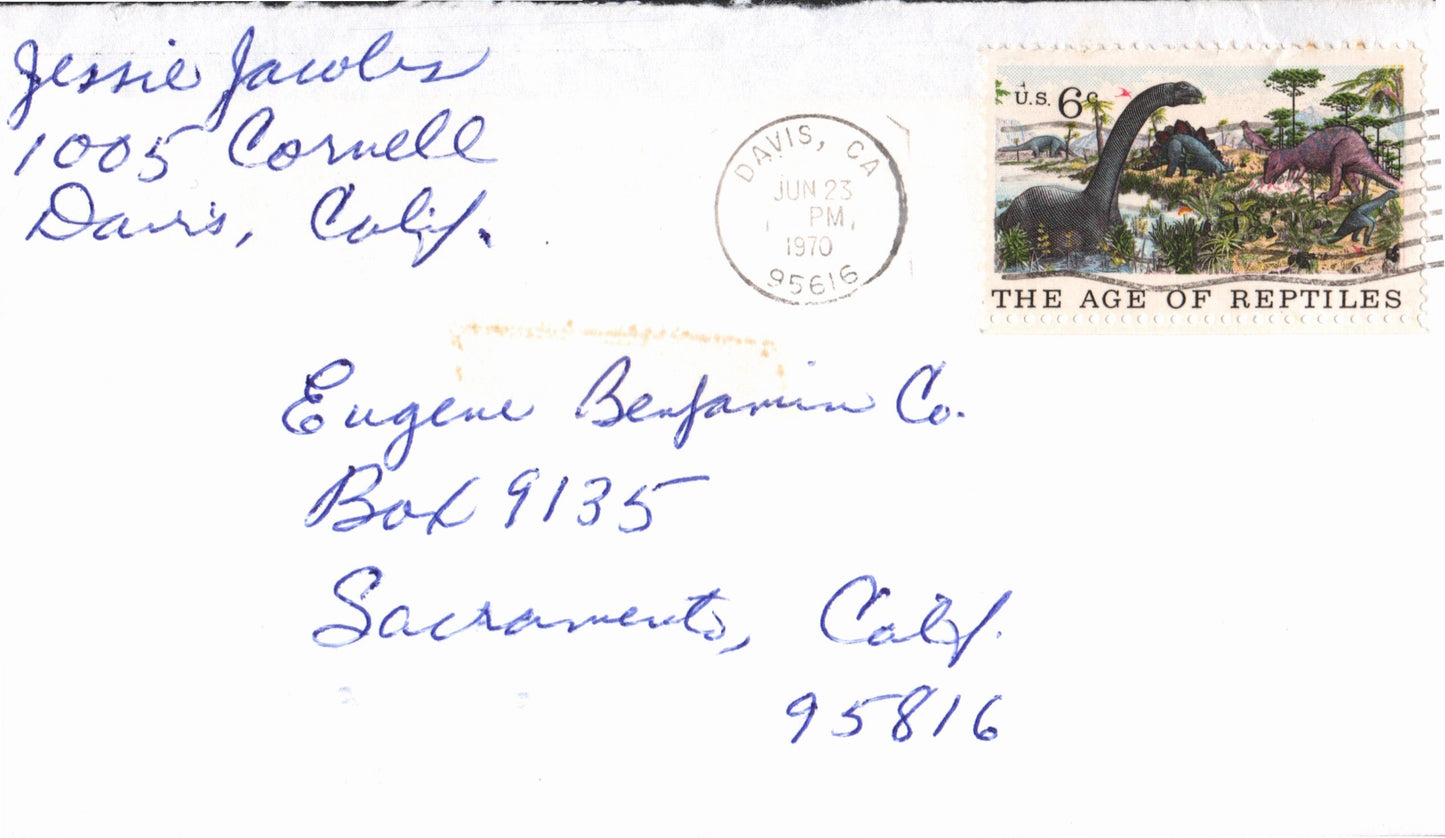 Jessie Jacobs
1005 Cornell
Davis, Calif.
DAVIS, CA
JUN 23
PM
1970
95616
U.S. 6c
THE AGE OF REPTILES
Eugene Benjamin Co.
Box 9135
Sacramento, Calif.
95816